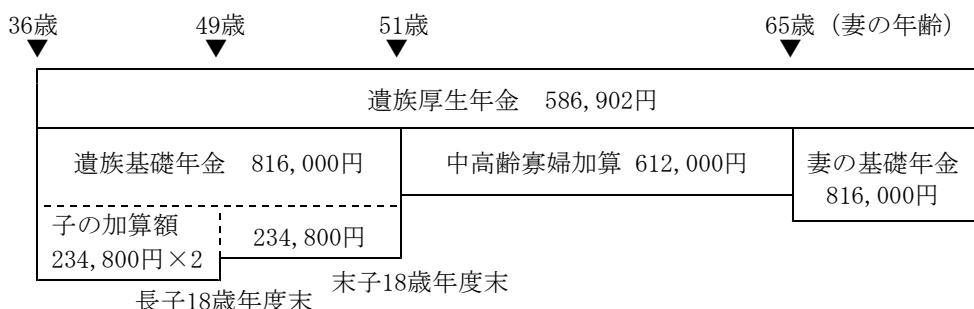 36歳 49歳 51歳 65歳（妻の年齢）
▼ ▼ ▼ ▼
遺族厚生年金 586,902円
遺族基礎年金 816,000円 中高齢寡婦加算 612,000円 妻の基礎年金
816,000円
子の加算額
234,800円×2
234,800円
長子18歳年度末
末子18歳年度末